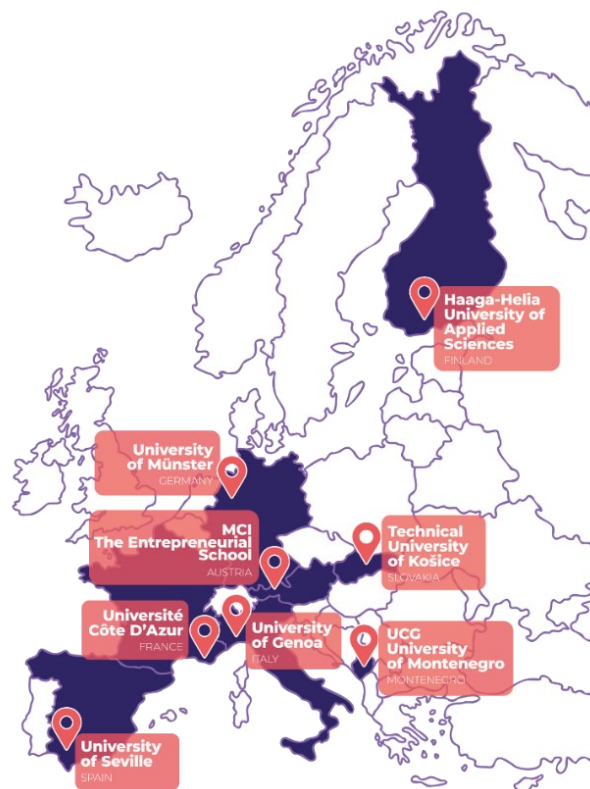 Haaga-Helia
University of
Applied
Sciences
FINLAND
University
of Münster
GERMANY
MCI
The Entrepreneurial
School
AUSTRIA
Technical
University
of Košice
SLOVAKIA
Université
Côte D'Azur
FRANCE
University
of Genoa
ITALY
UCG
University
of Montenegro
MONTENEGRO
University
of Seville
SPAIN